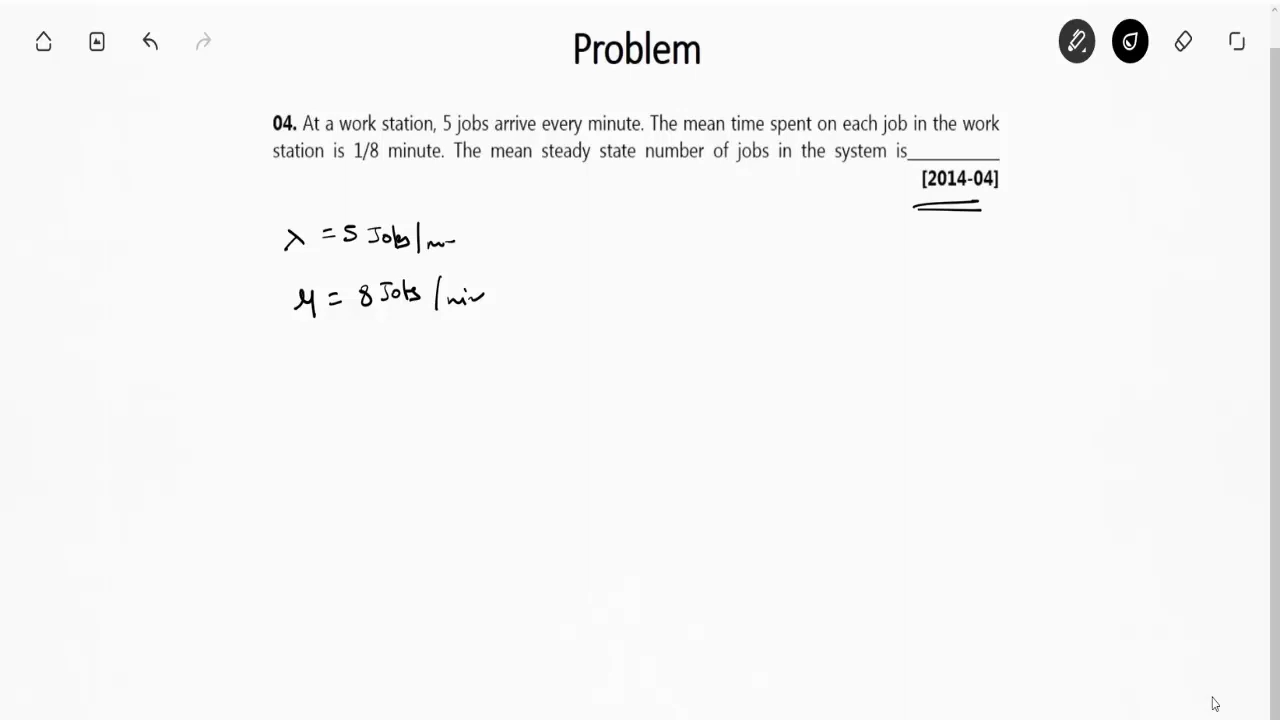 Problem
04. At a work station, 5 jobs arrive every minute. The mean time spent on each job in the work
station is 1/8 minute. The mean steady state number of jobs in the system is_________
[2014-04]
λ = 5 Jobs/m
μ = 8 Jobs /min